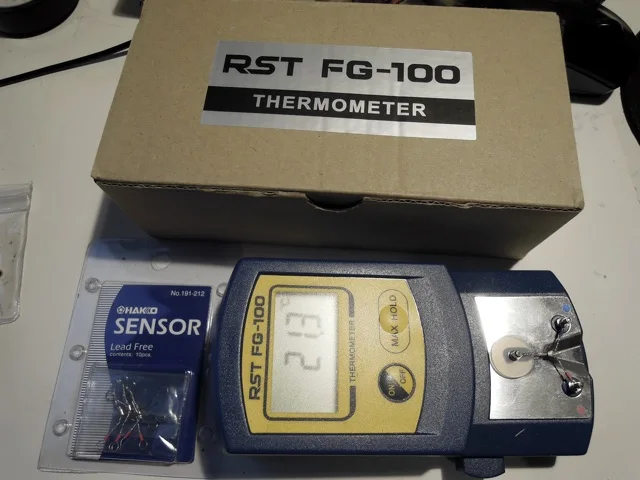 RST FG-100
THERMOMETER
No.191-212
HAKKO
SENSOR
Lead Free
contents: 10pcs.
RST FG-100
213
THERMOMETER
MAX HOLD
OFF